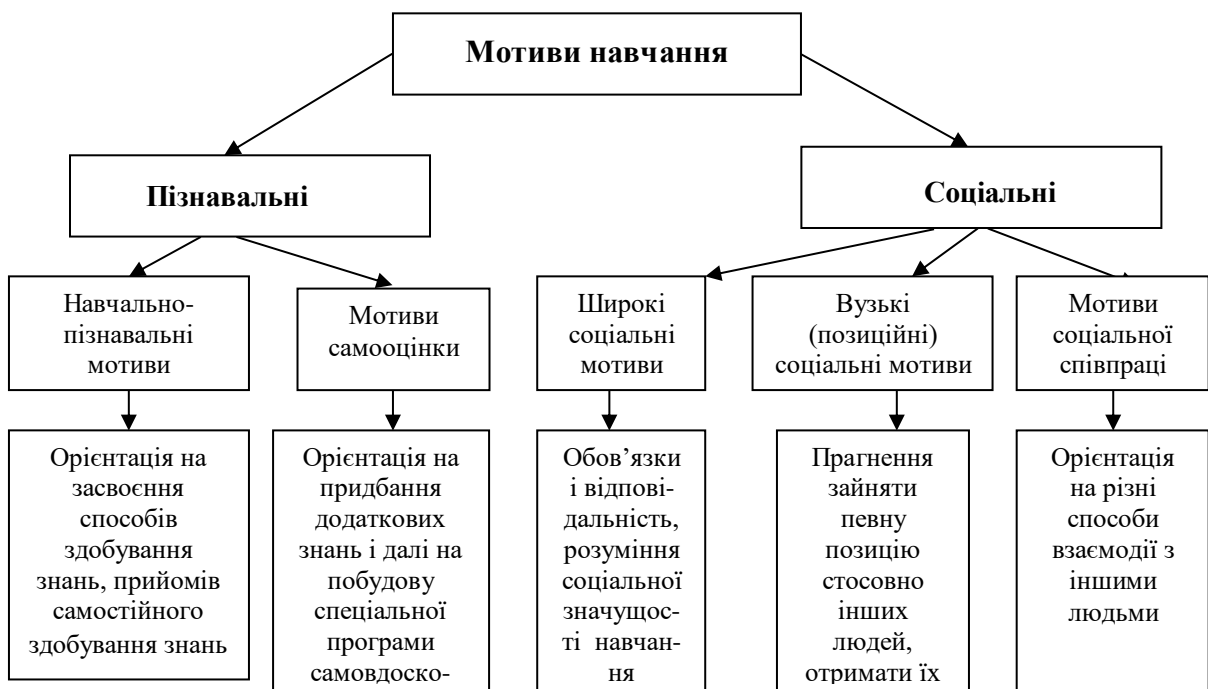 Мотиви навчання
Пізнавальні
Соціальні
Навчально-
пізнавальні
мотиви
Мотиви
самооцінки
Широкі
соціальні
мотиви
Вузькі
(позиційні)
соціальні мотиви
Мотиви
соціальної
співпраці
Орієнтація на
засвоєння
способів
здобування
знань, прийомів
самостійного
здобування знань
Орієнтація на
придбання
додаткових
знань і далі на
побудову
спеціальної
програми
самовдоско-
Обов’язки
і відпові-
дальність,
розуміння
соціальної
значущос-
ті навчан-
ня
Прагнення
зайняти
певну
позицію
стосовно
інших
людей,
отримати їх
Орієнтація
на різні
способи
взаємодії з
іншими
людьми